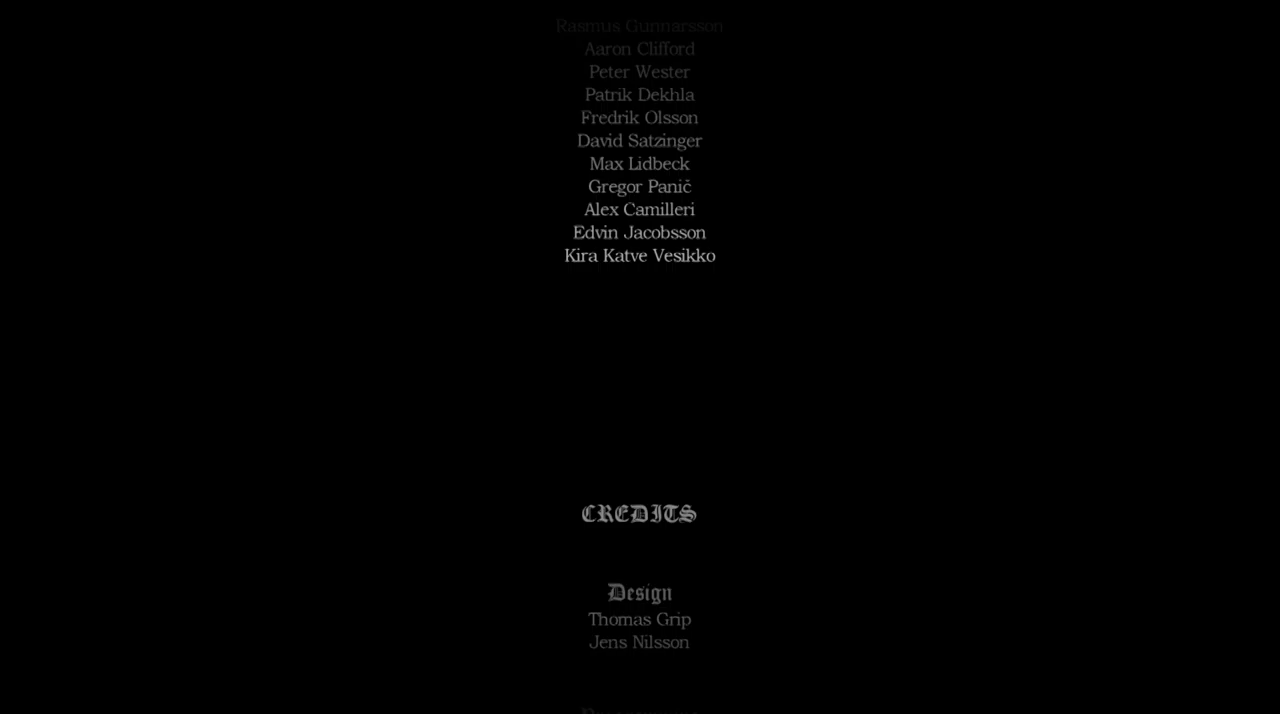 Rasmus Gunnarsson
Aaron Clifford
Peter Wester
Patrik Dekhla
Fredrik Olsson
David Satzinger
Max Lidbeck
Gregor Panič
Alex Camilleri
Edvin Jacobsson
Kira Katve Vesikko
CREDITS
Design
Thomas Grip
Jens Nilsson